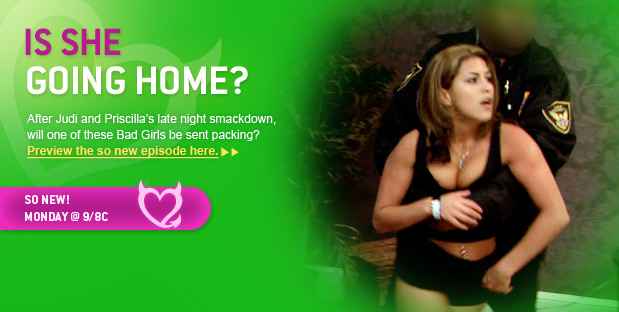 IS SHE
GOING HOME?
After Judi and Priscilla's late night smackdown,
will one of these Bad Girls be sent packing?
Preview the so new episode here.
SO NEW!
MONDAY @ 9/8C